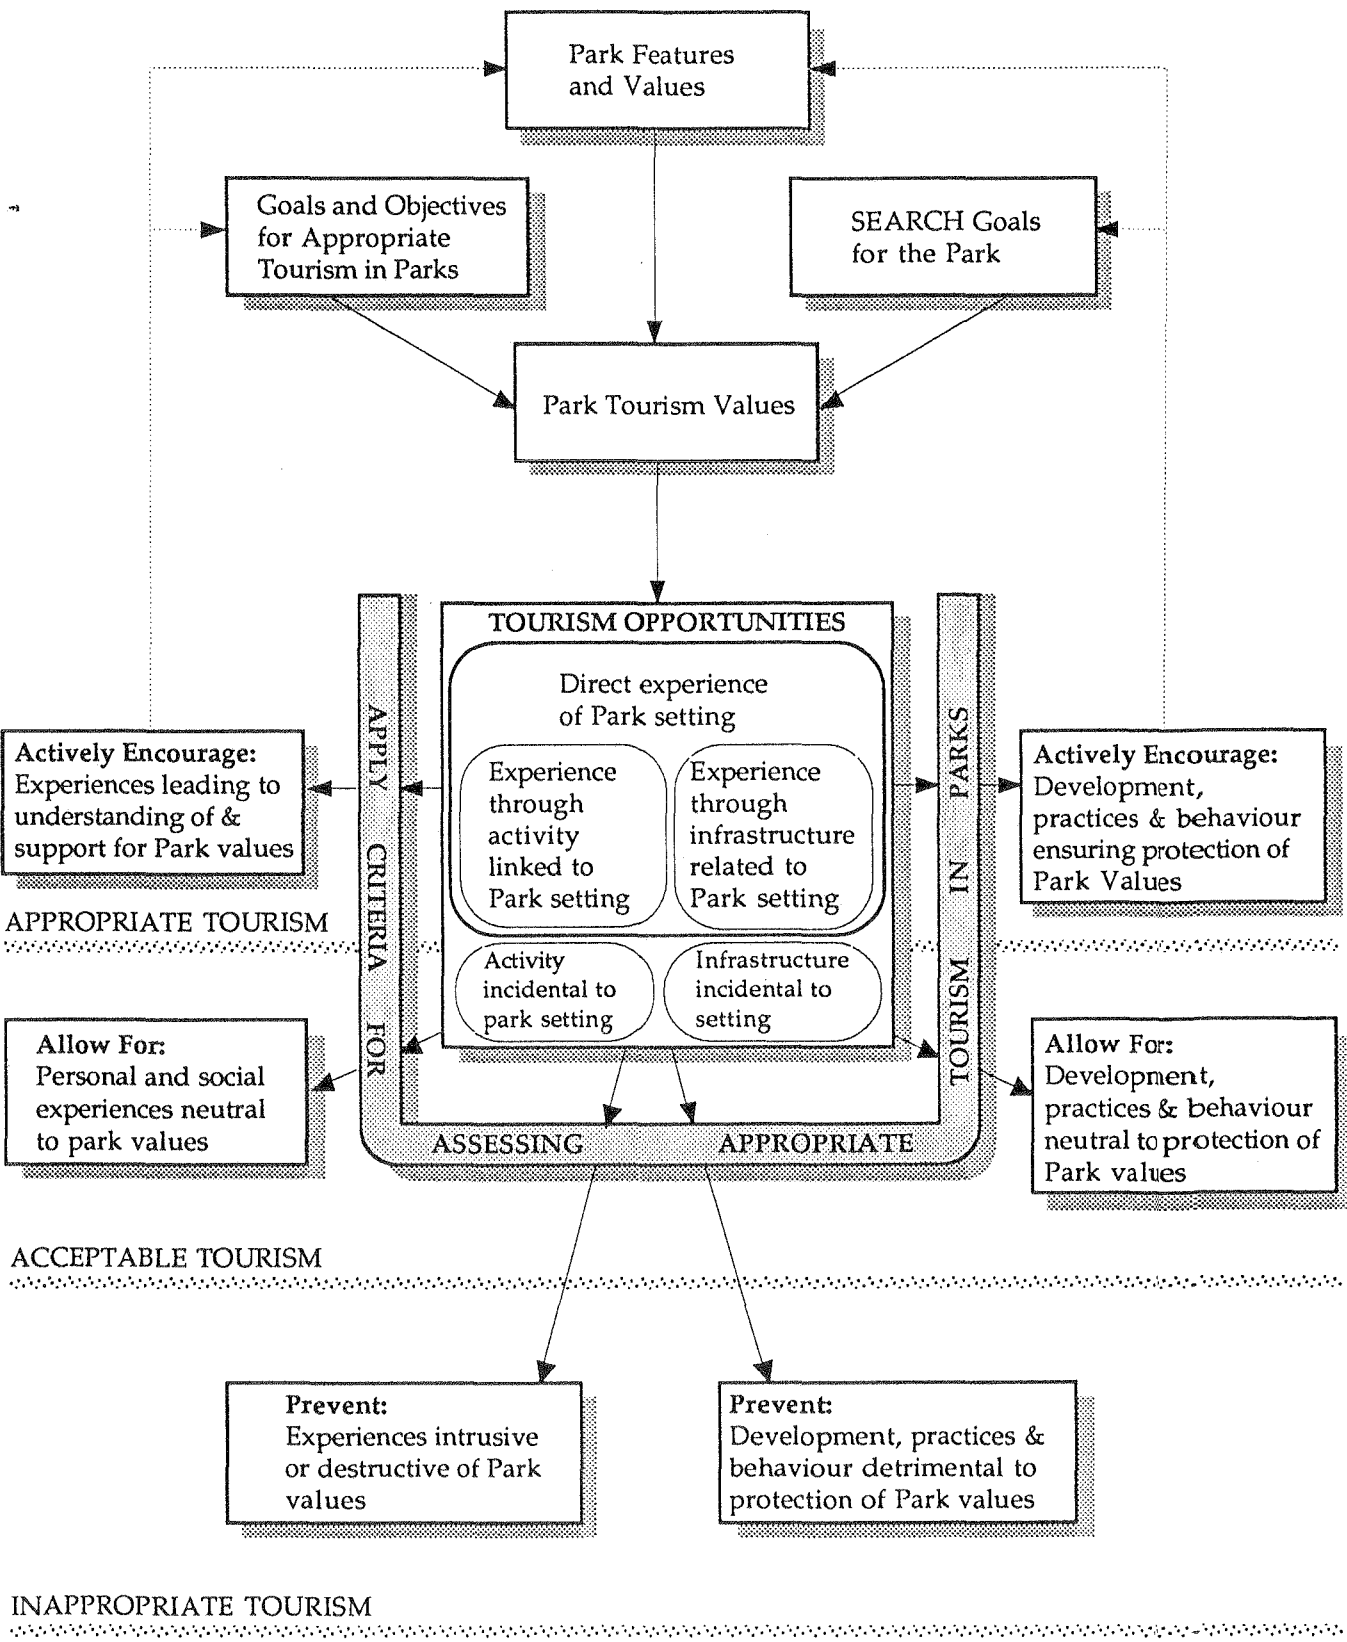 Park Features
and Values
Goals and Objectives
for Appropriate
Tourism in Parks
SEARCH Goals
for the Park
Park Tourism Values
TOURISM OPPORTUNITIES
Direct experience
of Park setting
Experience
through
activity
linked to
Park setting
Experience
through
infrastructure
related to
Park setting
Activity
incidental to
park setting
Infrastructure
incidental to
setting
APPLY CRITERIA FOR
ASSESSING APPROPRIATE
TOURISM IN PARKS
Actively Encourage:
Experiences leading to
understanding of &
support for Park values
Actively Encourage:
Development,
practices & behaviour
ensuring protection of
Park Values
APPROPRIATE TOURISM
Allow For:
Personal and social
experiences neutral
to park values
Allow For:
Development,
practices & behaviour
neutral to protection of
Park values
ACCEPTABLE TOURISM
Prevent:
Experiences intrusive
or destructive of Park
values
Prevent:
Development, practices &
behaviour detrimental to
protection of Park values
INAPPROPRIATE TOURISM